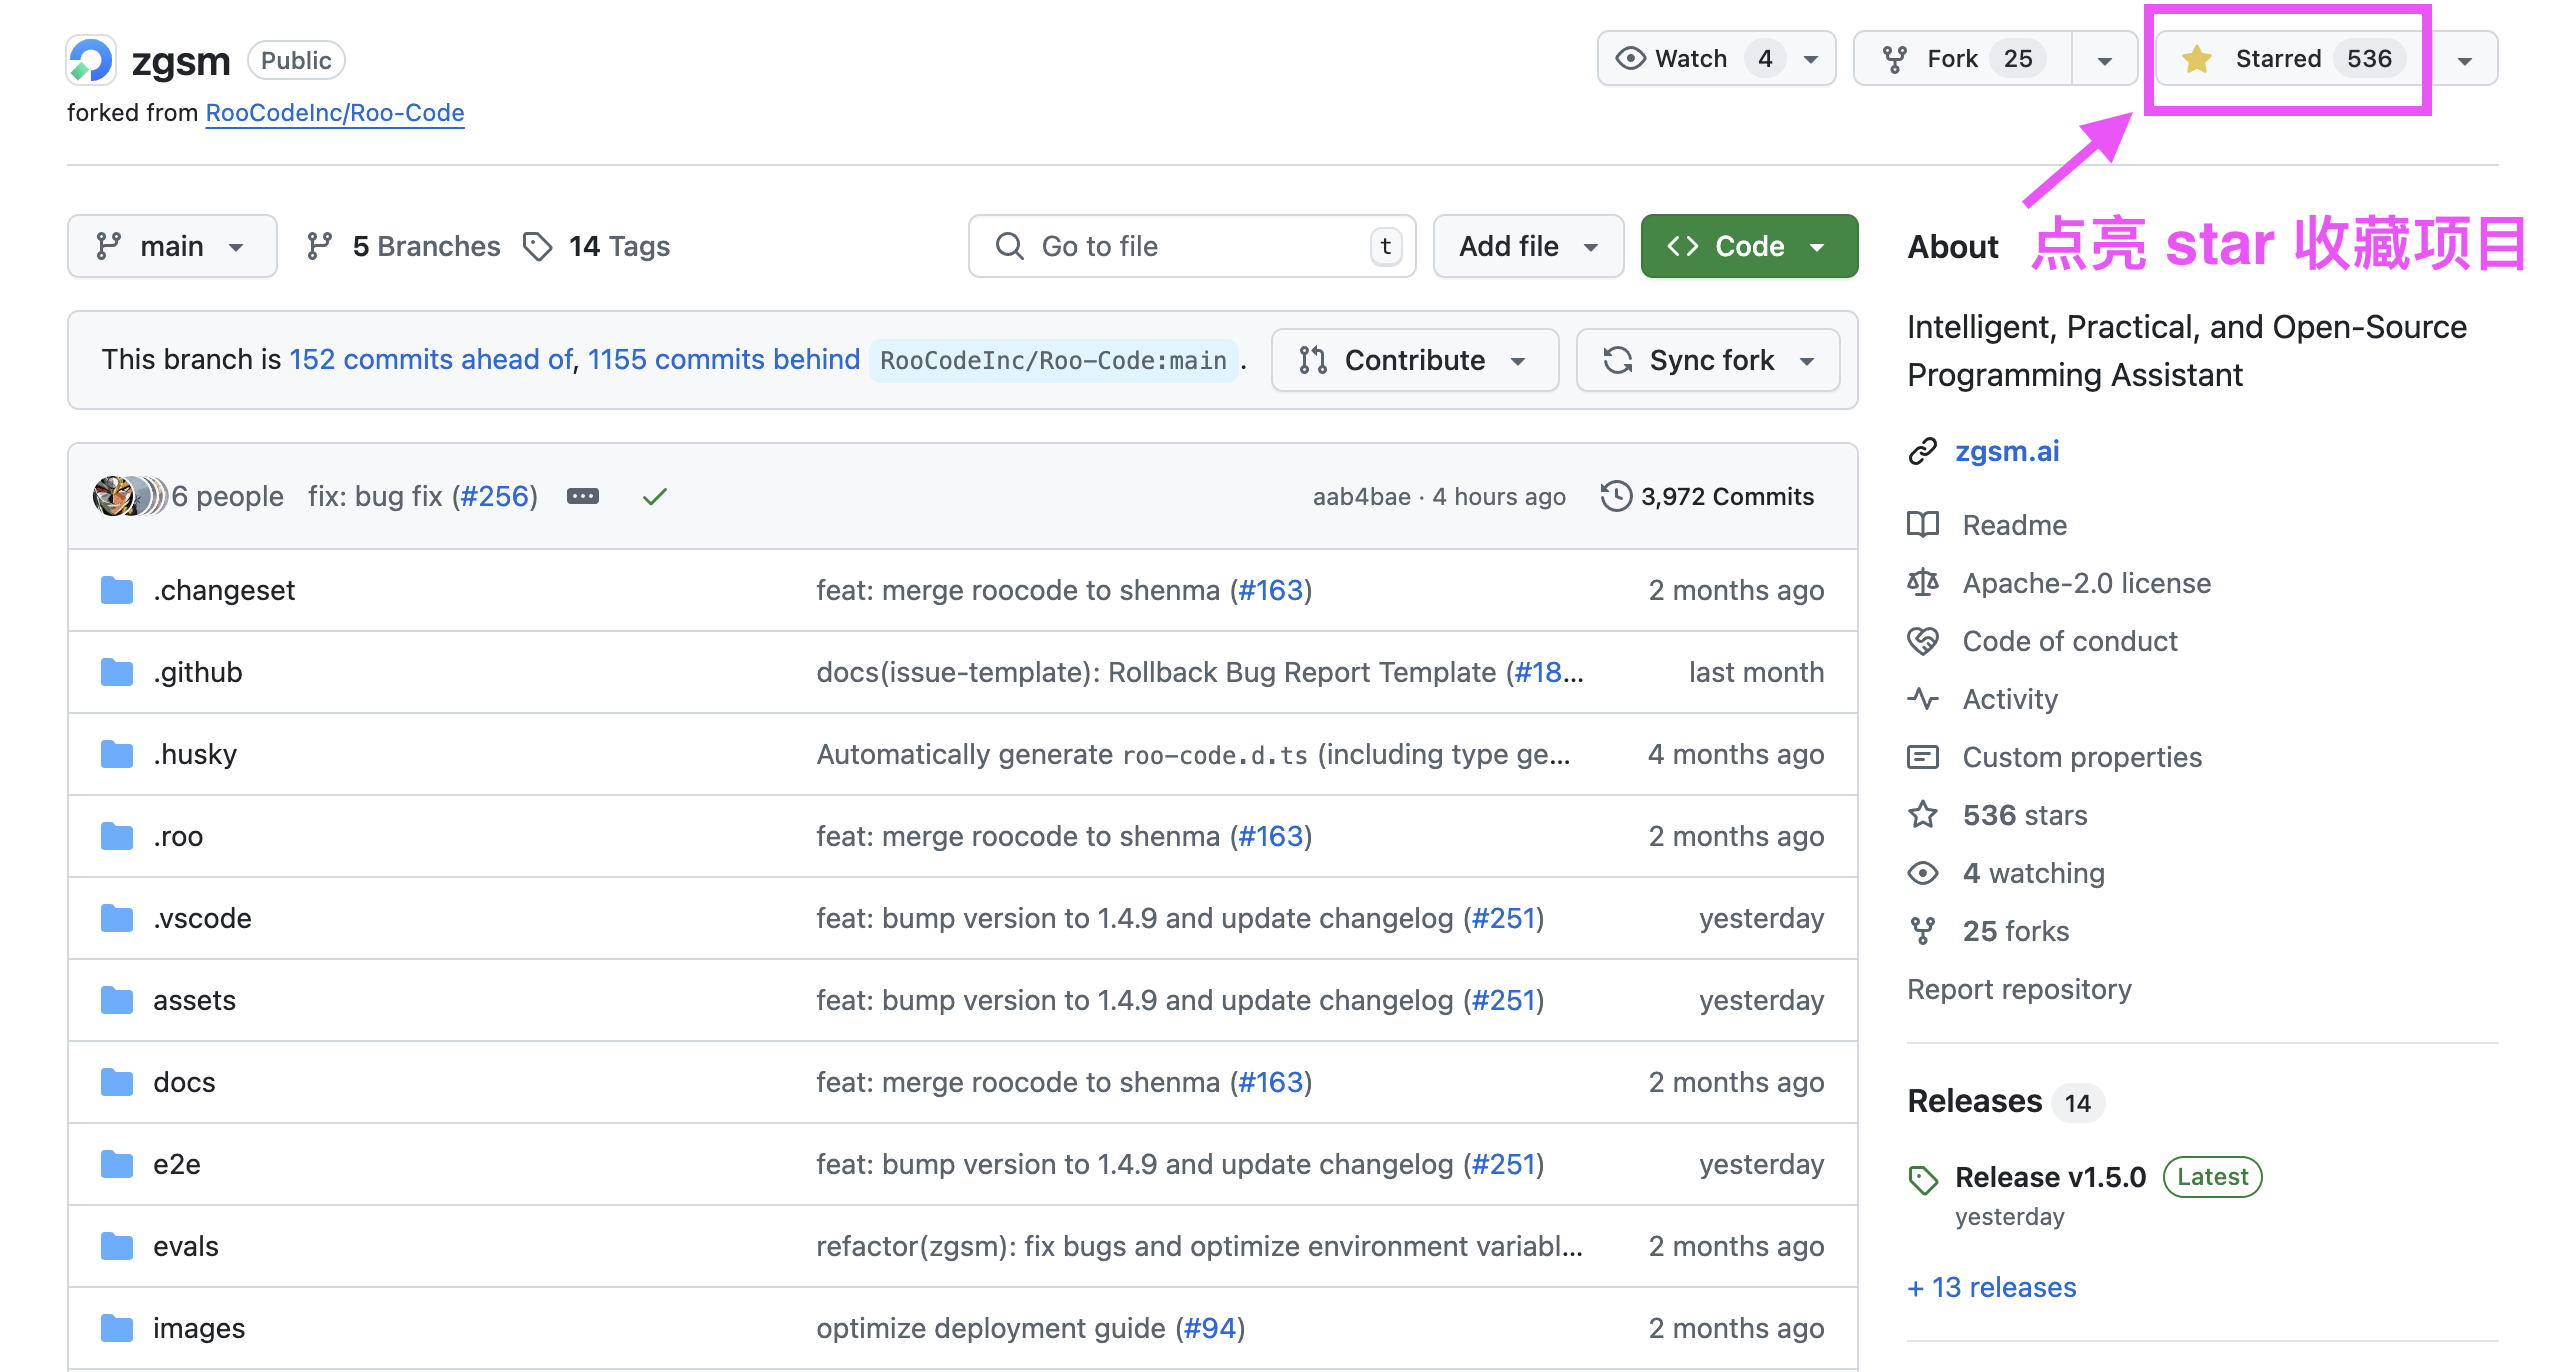 zgsm Public
Watch 4
Fork 25
Starred 536
forked from RooCodeInc/Roo-Code
点亮 star 收藏项目
main
5 Branches
14 Tags
Go to file t
Add file
Code
This branch is 152 commits ahead of, 1155 commits behind RooCodeInc/Roo-Code:main.
Contribute
Sync fork
6 people fix: bug fix (#256)
aab4bae · 4 hours ago
3,972 Commits
.changeset feat: merge roocode to shenma (#163) 2 months ago
.github docs(issue-template): Rollback Bug Report Template (#18... last month
.husky Automatically generate roo-code.d.ts (including type ge... 4 months ago
.roo feat: merge roocode to shenma (#163) 2 months ago
.vscode feat: bump version to 1.4.9 and update changelog (#251) yesterday
assets feat: bump version to 1.4.9 and update changelog (#251) yesterday
docs feat: merge roocode to shenma (#163) 2 months ago
e2e feat: bump version to 1.4.9 and update changelog (#251) yesterday
evals refactor(zgsm): fix bugs and optimize environment variabl... 2 months ago
images optimize deployment guide (#94) 2 months ago
About
Intelligent, Practical, and Open-Source
Programming Assistant
zgsm.ai
Readme
Apache-2.0 license
Code of conduct
Activity
Custom properties
536 stars
4 watching
25 forks
Report repository
Releases 14
Release v1.5.0 Latest
yesterday
+ 13 releases